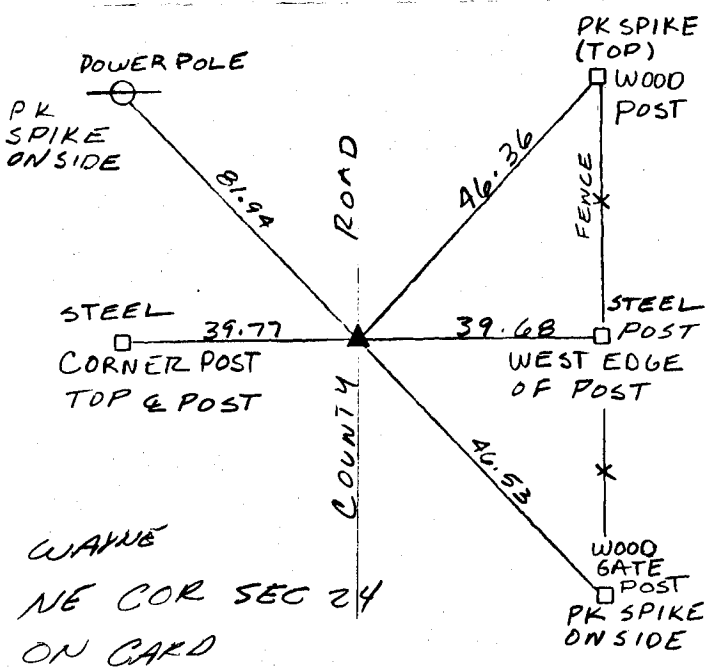 PK SPIKE
(TOP)
WOOD
POST
POWER POLE
PK
SPIKE
ON SIDE
81.94
ROAD
46.36
FENCE
STEEL
39.77
CORNER POST
TOP ℄ POST
39.68
STEEL
POST
WEST EDGE
OF POST
COUNTY
46.53
WOOD
GATE
POST
PK SPIKE
ON SIDE
WAYNE
NE COR SEC 24
ON CARD